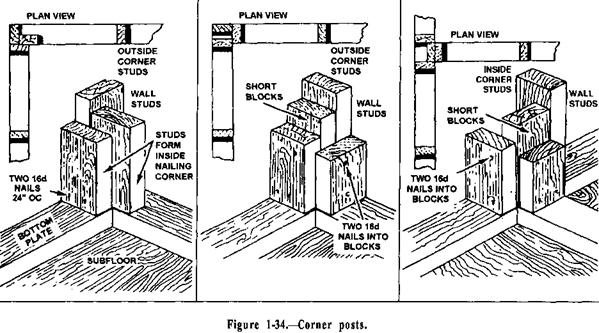 PLAN VIEW
OUTSIDE
CORNER
STUDS
WALL
STUDS
STUDS
FORM
INSIDE
NAILING
CORNER
TWO 16d
NAILS
24" OC
BOTTOM
PLATE
SUBFLOOR
PLAN VIEW
OUTSIDE
CORNER
STUDS
SHORT
BLOCKS
WALL
STUDS
TWO 16d
NAILS INTO
BLOCKS
PLAN VIEW
INSIDE
CORNER
STUDS
WALL
STUDS
SHORT
BLOCKS
TWO 16d
NAILS INTO
BLOCKS
Figure 1-34.—Corner posts.